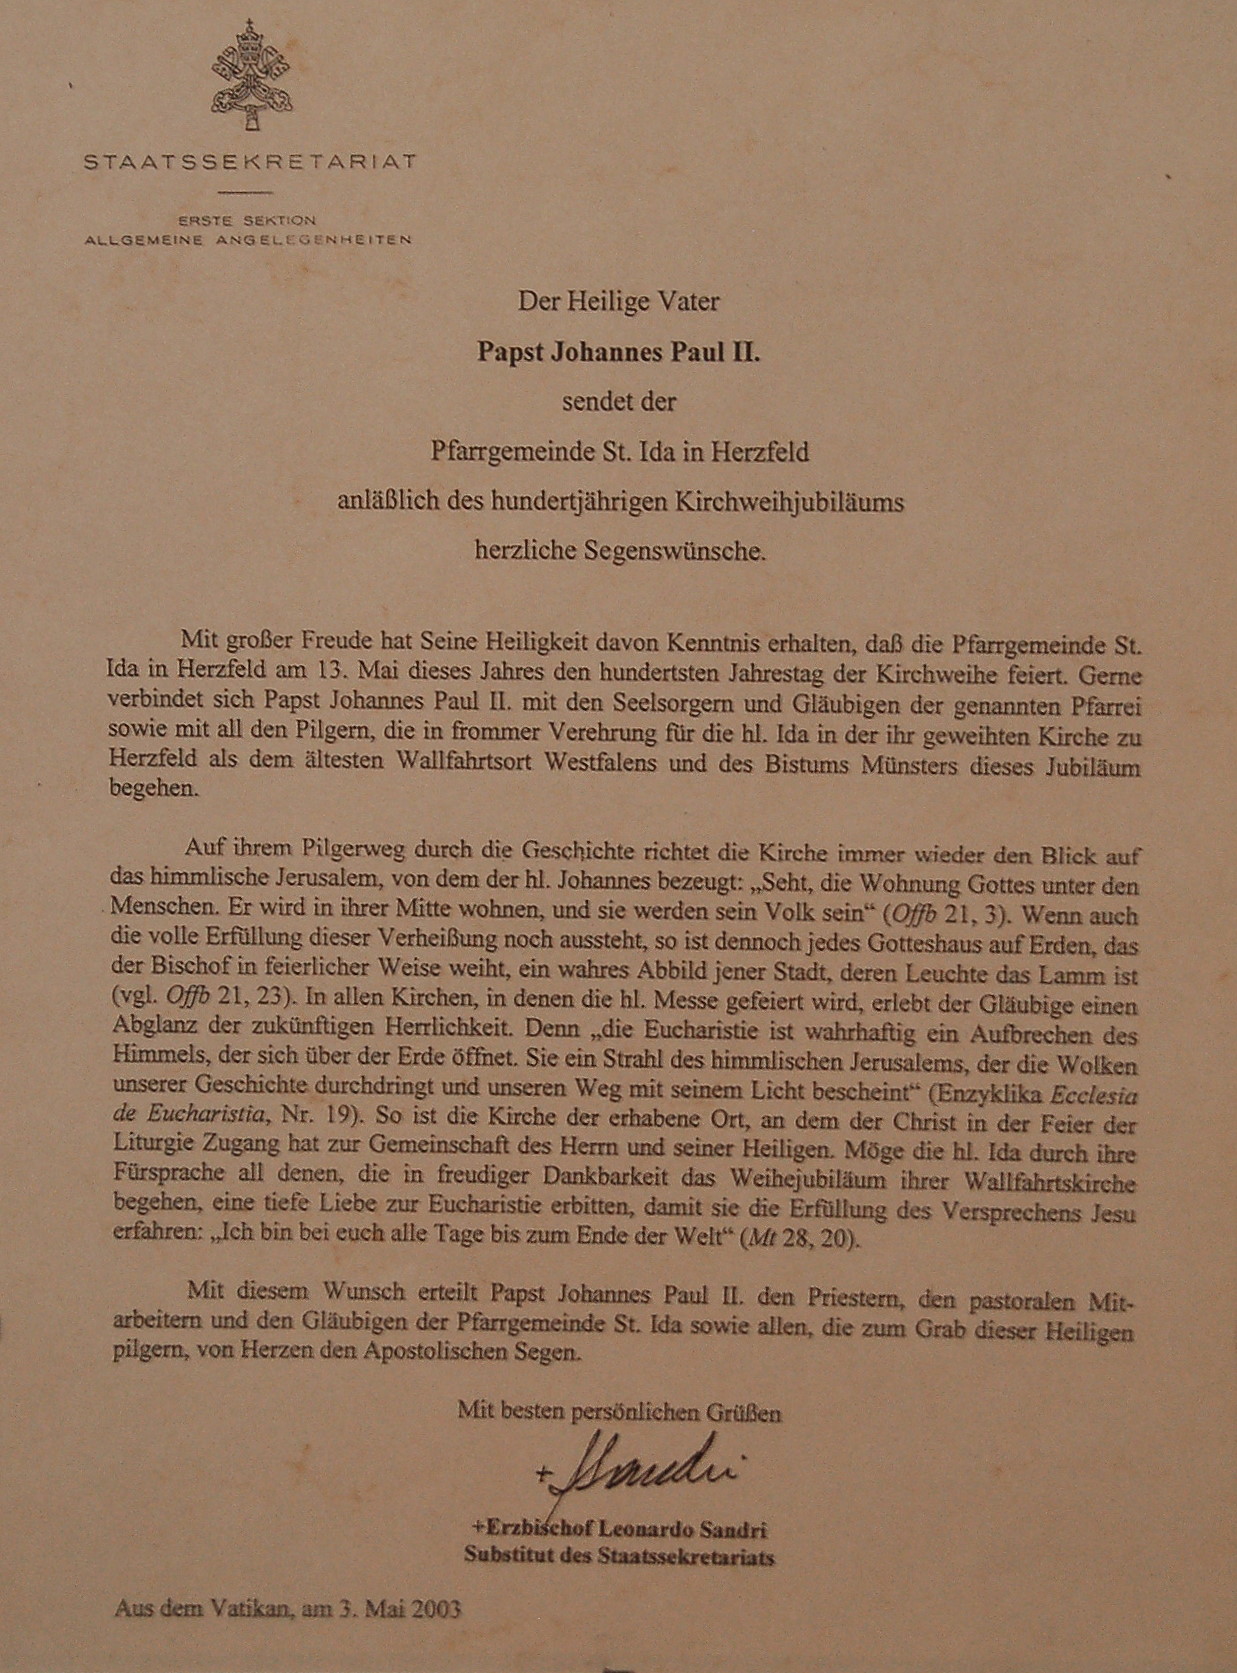 STAATSSEKRETARIAT
ERSTE SEKTION
ALLGEMEINE ANGELEGENHEITEN
Der Heilige Vater
Papst Johannes Paul II.
sendet der
Pfarrgemeinde St. Ida in Herzfeld
anläßlich des hundertjährigen Kirchweihjubiläums
herzliche Segenswünsche.
Mit großer Freude hat Seine Heiligkeit davon Kenntnis erhalten, daß die Pfarrgemeinde St.
Ida in Herzfeld am 13. Mai dieses Jahres den hundertsten Jahrestag der Kirchweihe feiert. Gerne
verbindet sich Papst Johannes Paul II. mit den Seelsorgern und Gläubigen der genannten Pfarrei
sowie mit all den Pilgern, die in frommer Verehrung für die hl. Ida in der ihr geweihten Kirche zu
Herzfeld als dem ältesten Wallfahrtsort Westfalens und des Bistums Münsters dieses Jubiläum
begehen.
Auf ihrem Pilgerweg durch die Geschichte richtet die Kirche immer wieder den Blick auf
das himmlische Jerusalem, von dem der hl. Johannes bezeugt: „Seht, die Wohnung Gottes unter den
Menschen. Er wird in ihrer Mitte wohnen, und sie werden sein Volk sein“ (Offb 21, 3). Wenn auch
die volle Erfüllung dieser Verheißung noch aussteht, so ist dennoch jedes Gotteshaus auf Erden, das
der Bischof in feierlicher Weise weiht, ein wahres Abbild jener Stadt, deren Leuchte das Lamm ist
(vgl. Offb 21, 23). In allen Kirchen, in denen die hl. Messe gefeiert wird, erlebt der Gläubige einen
Abglanz der zukünftigen Herrlichkeit. Denn „die Eucharistie ist wahrhaftig ein Aufbrechen des
Himmels, der sich über der Erde öffnet. Sie ein Strahl des himmlischen Jerusalems, der die Wolken
unserer Geschichte durchdringt und unseren Weg mit seinem Licht bescheint“ (Enzyklika Ecclesia
de Eucharistia, Nr. 19). So ist die Kirche der erhabene Ort, an dem der Christ in der Feier der
Liturgie Zugang hat zur Gemeinschaft des Herrn und seiner Heiligen. Möge die hl. Ida durch ihre
Fürsprache all denen, die in freudiger Dankbarkeit das Weihejubiläum ihrer Wallfahrtskirche
begehen, eine tiefe Liebe zur Eucharistie erbitten, damit sie die Erfüllung des Versprechens Jesu
erfahren: „Ich bin bei euch alle Tage bis zum Ende der Welt“ (Mt 28, 20).
Mit diesem Wunsch erteilt Papst Johannes Paul II. den Priestern, den pastoralen Mit-
arbeitern und den Gläubigen der Pfarrgemeinde St. Ida sowie allen, die zum Grab dieser Heiligen
pilgern, von Herzen den Apostolischen Segen.
Mit besten persönlichen Grüßen
+ LSandri
+Erzbischof Leonardo Sandri
Substitut des Staatssekretariats
Aus dem Vatikan, am 3. Mai 2003